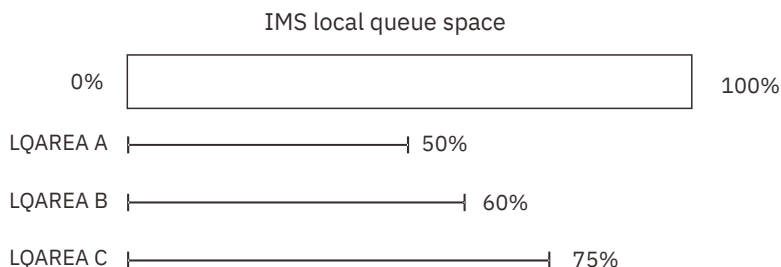 IMS local queue space
0%
100%
LQAREA A 50%
LQAREA B 60%
LQAREA C 75%